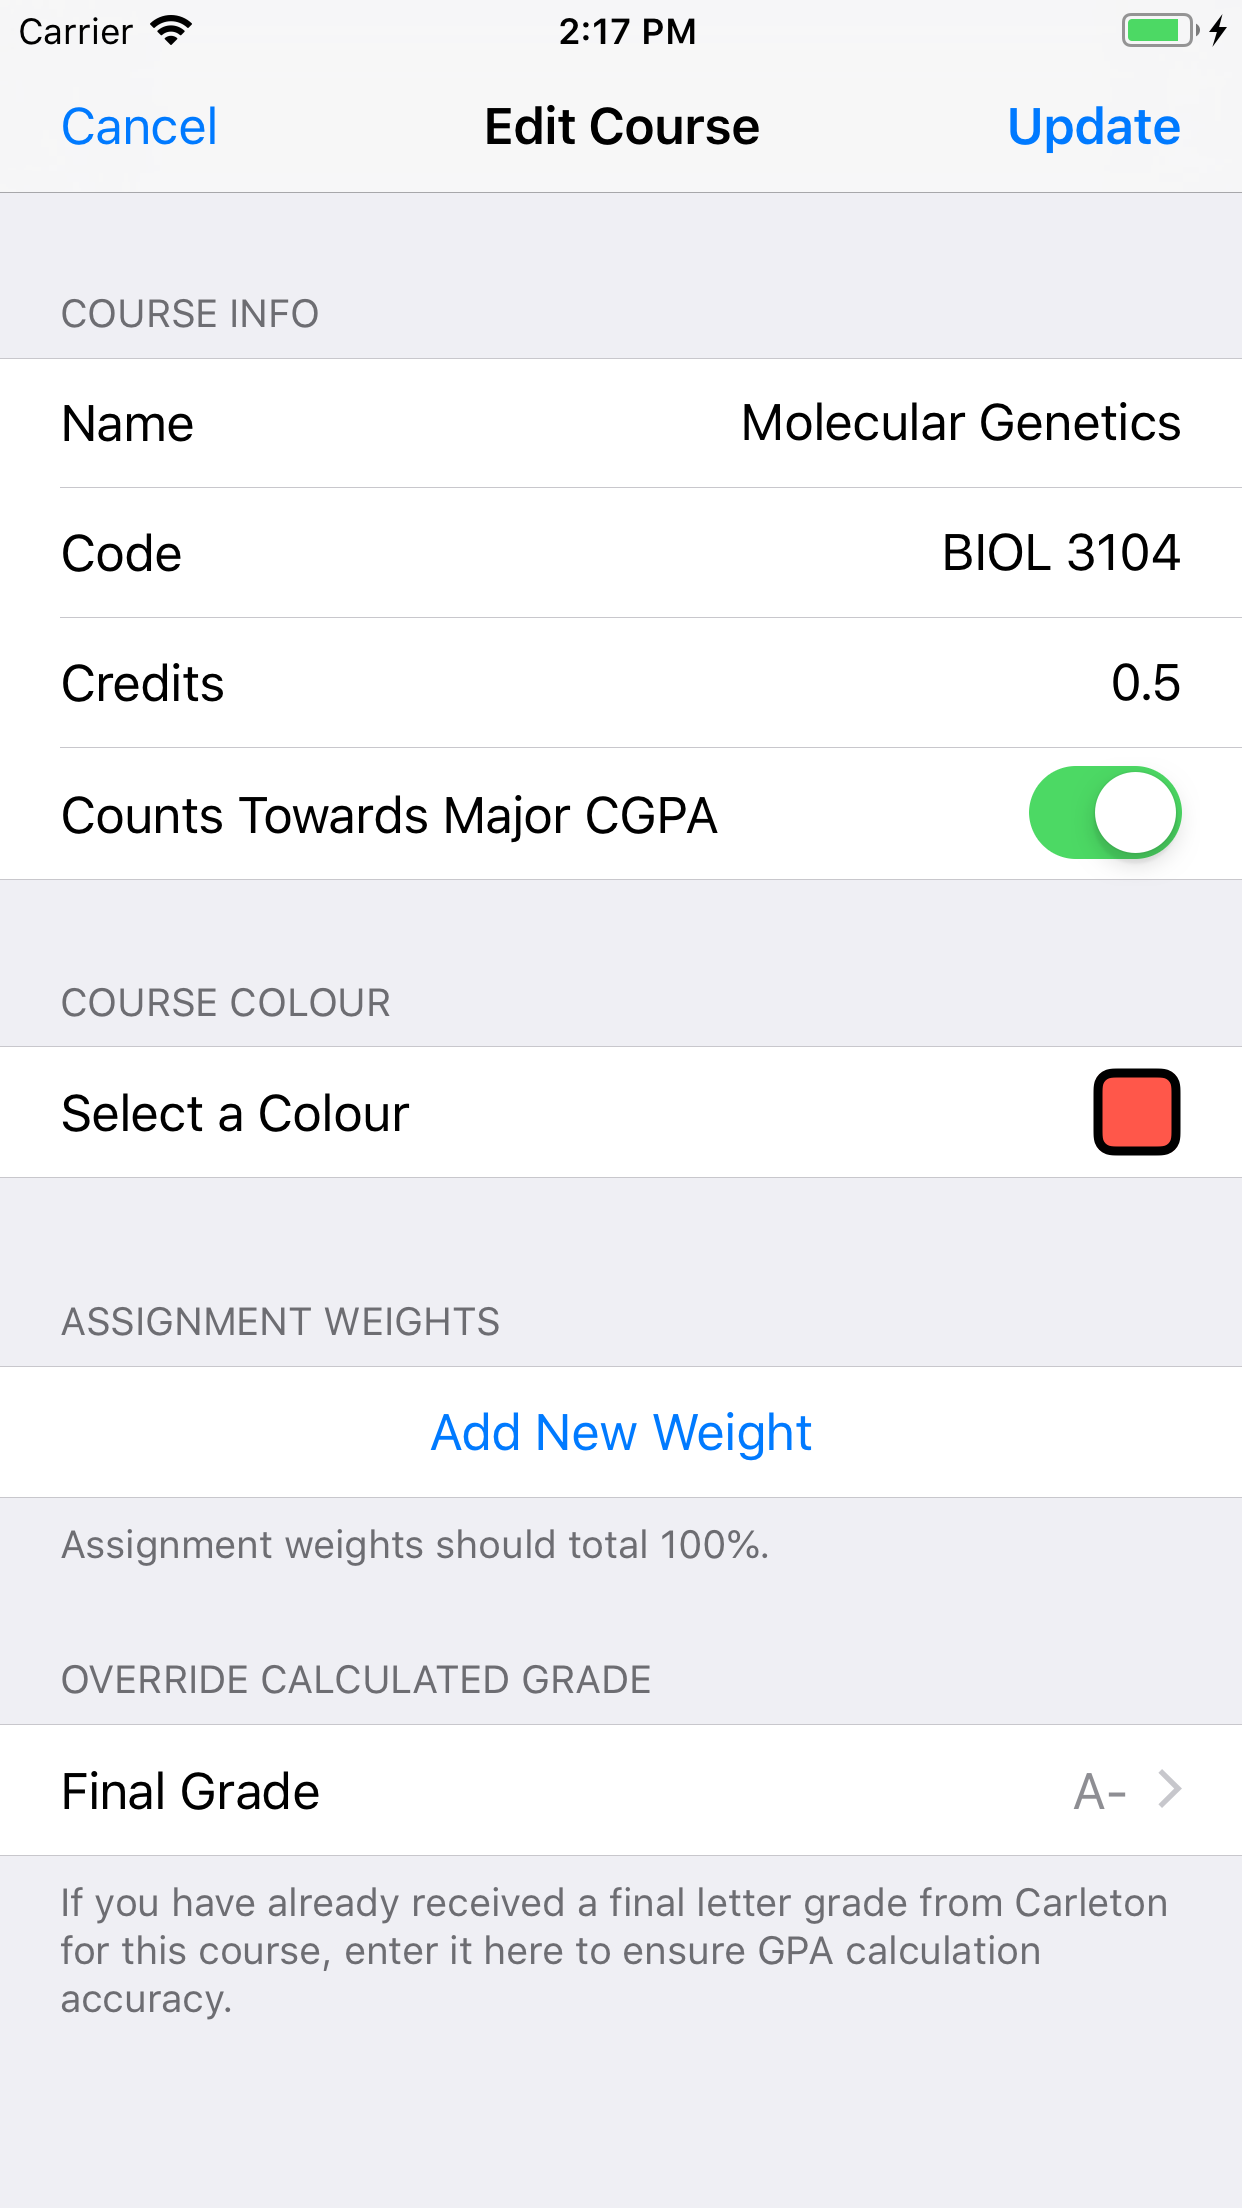 Carrier 2:17 PM
Cancel Edit Course Update
COURSE INFO
Name Molecular Genetics
Code BIOL 3104
Credits 0.5
Counts Towards Major CGPA
COURSE COLOUR
Select a Colour
ASSIGNMENT WEIGHTS
Add New Weight
Assignment weights should total 100%.
OVERRIDE CALCULATED GRADE
Final Grade A-
If you have already received a final letter grade from Carleton
for this course, enter it here to ensure GPA calculation
accuracy.